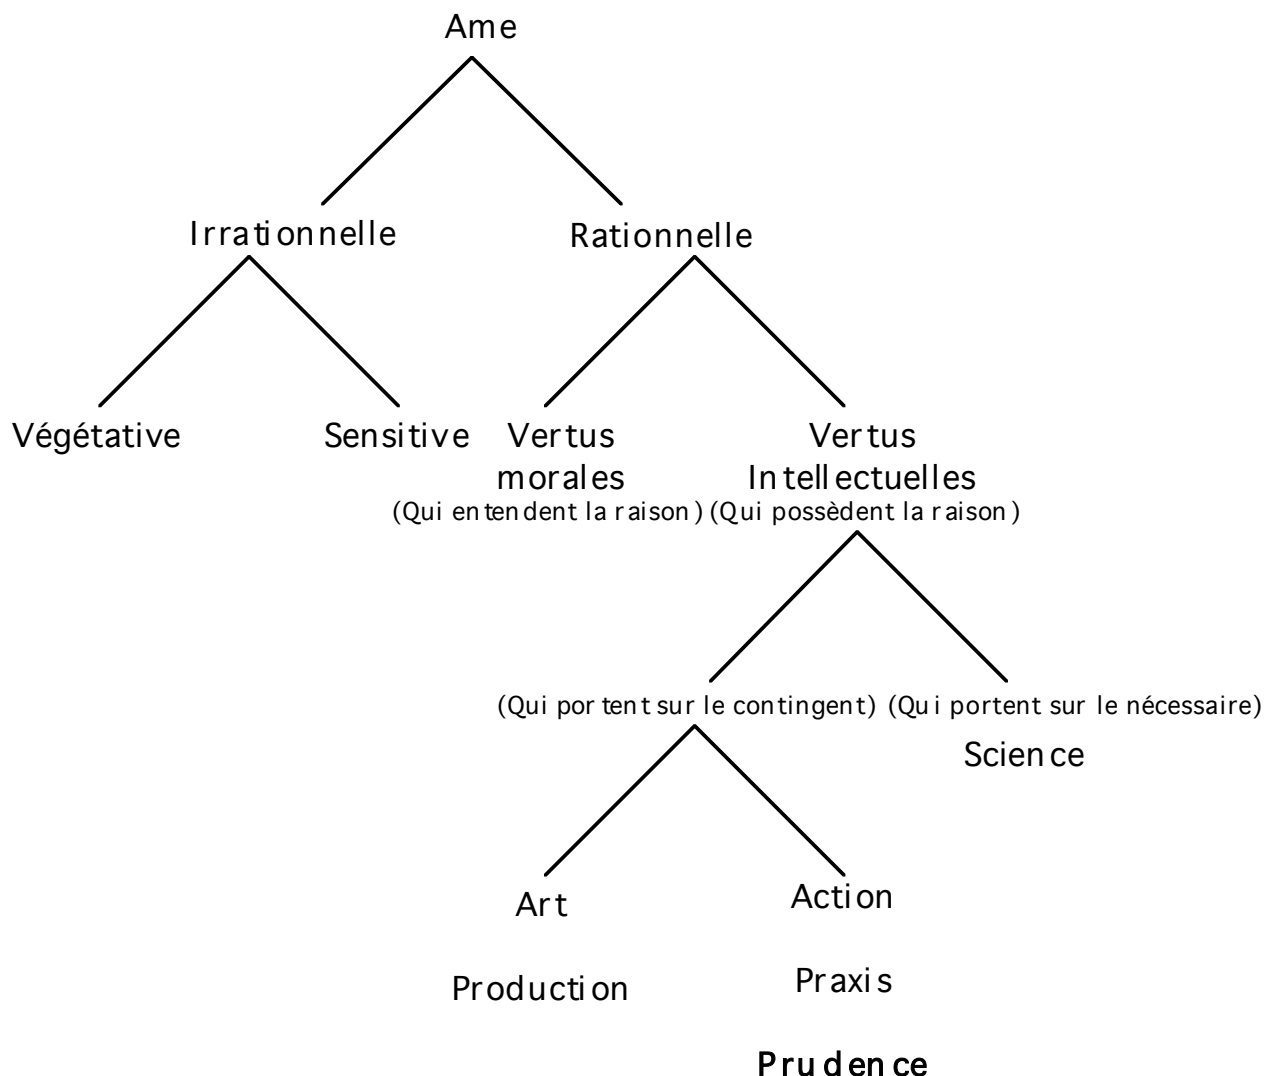 Ame
Irrationnelle
Rationnelle
Végétative
Sensitive
Vertus
morales
(Qui entendent la raison)
Vertus
Intellectuelles
(Qui possèdent la raison)
(Qui portent sur le contingent)
(Qui portent sur le nécessaire)
Science
Art
Action
Production
Praxis
Prudence